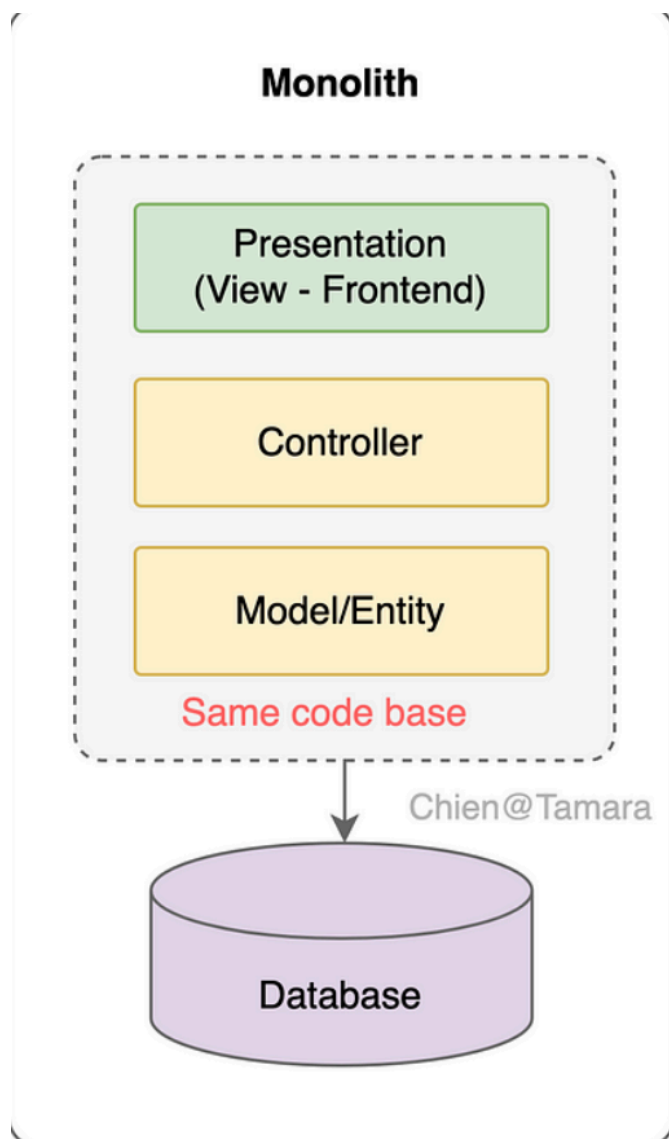 Monolith
Presentation
(View - Frontend)
Controller
Model/Entity
Same code base
Chien@Tamara
Database